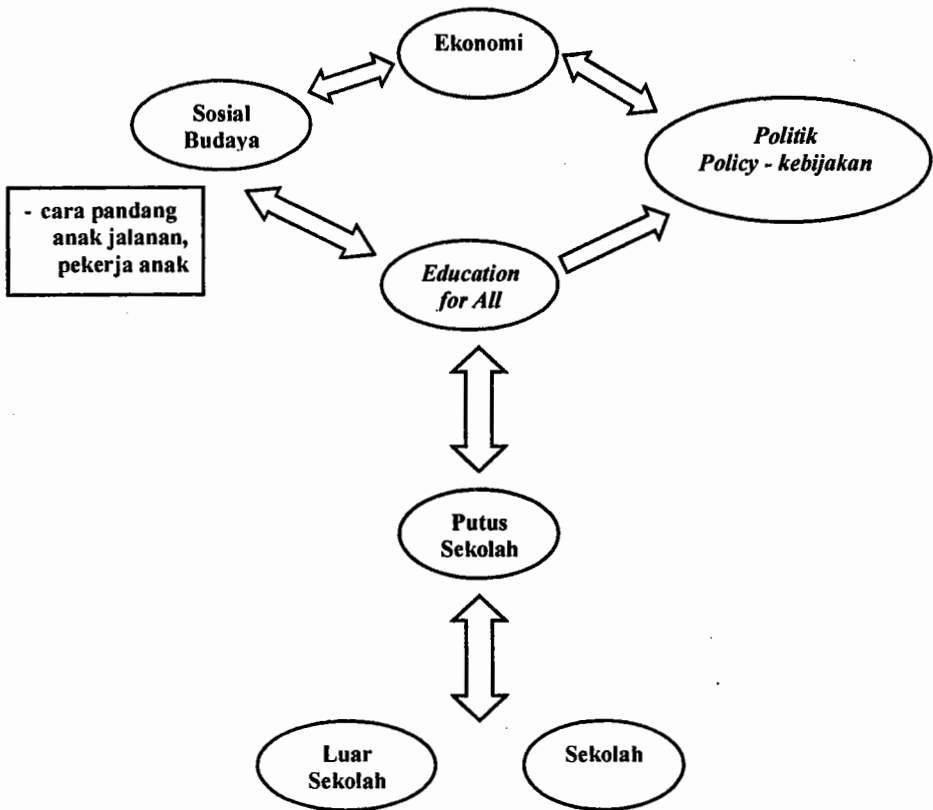 Ekonomi
Sosial
Budaya
Politik
Policy - kebijakan
- cara pandang
anak jalanan,
pekerja anak
Education
for All
Putus
Sekolah
Luar
Sekolah
Sekolah